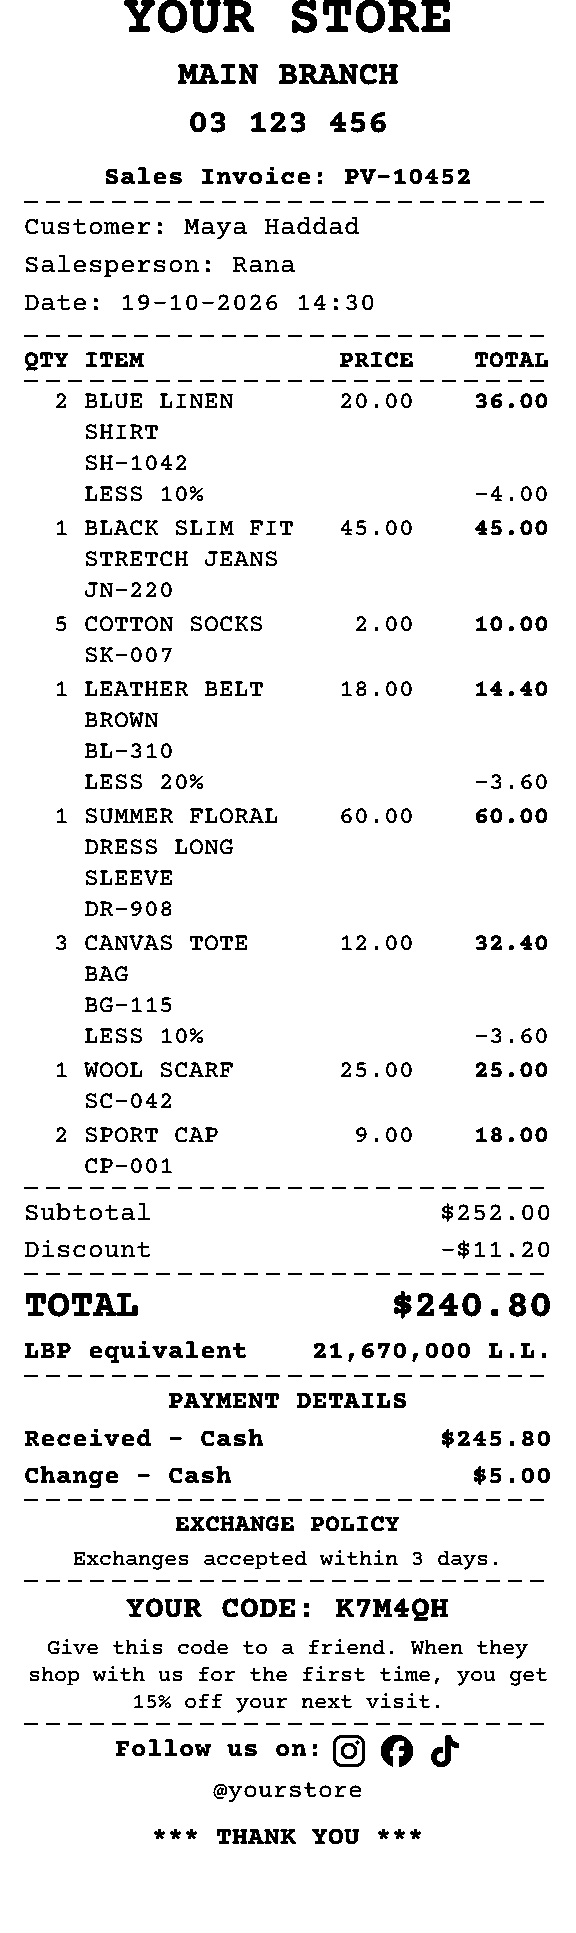 YOUR STORE
MAIN BRANCH
03 123 456
Sales Invoice: PV-10452
Customer: Maya Haddad
Salesperson: Rana
Date: 19-10-2026 14:30
QTY ITEM PRICE TOTAL
2 BLUE LINEN 20.00 36.00
SHIRT
SH-1042
LESS 10% -4.00
1 BLACK SLIM FIT 45.00 45.00
STRETCH JEANS
JN-220
5 COTTON SOCKS 2.00 10.00
SK-007
1 LEATHER BELT 18.00 14.40
BROWN
BL-310
LESS 20% -3.60
1 SUMMER FLORAL 60.00 60.00
DRESS LONG
SLEEVE
DR-908
3 CANVAS TOTE 12.00 32.40
BAG
BG-115
LESS 10% -3.60
1 WOOL SCARF 25.00 25.00
SC-042
2 SPORT CAP 9.00 18.00
CP-001
Subtotal $252.00
Discount -$11.20
TOTAL $240.80
LBP equivalent 21,670,000 L.L.
PAYMENT DETAILS
Received - Cash $245.80
Change - Cash $5.00
EXCHANGE POLICY
Exchanges accepted within 3 days.
YOUR CODE: K7M4QH
Give this code to a friend. When they
shop with us for the first time, you get
15% off your next visit.
Follow us on:
@yourstore
*** THANK YOU ***